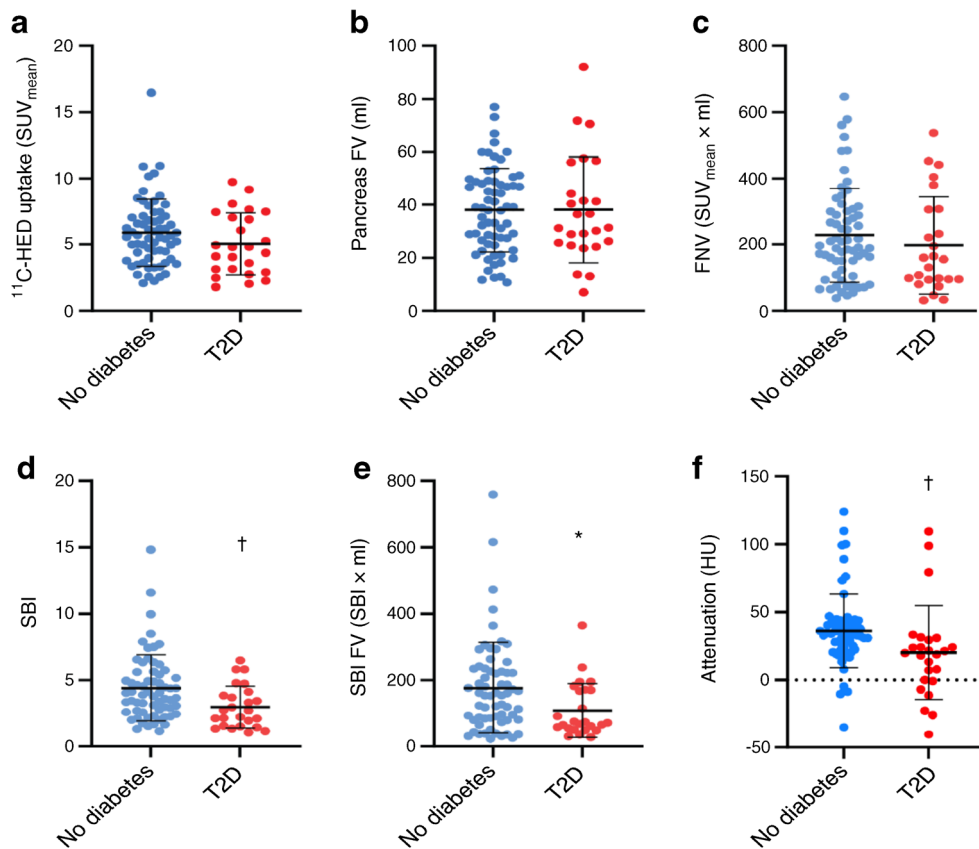 a
¹¹C-HED uptake (SUVmean)
20
15
10
5
0
No diabetes
T2D
b
Pancreas FV (ml)
100
80
60
40
20
0
No diabetes
T2D
c
FNV (SUVmean × ml)
800
600
400
200
0
No diabetes
T2D
d
SBI
20
15
10
5
0
†
No diabetes
T2D
e
SBI FV (SBI × ml)
800
600
400
200
0
*
No diabetes
T2D
f
Attenuation (HU)
150
100
50
0
-50
†
No diabetes
T2D